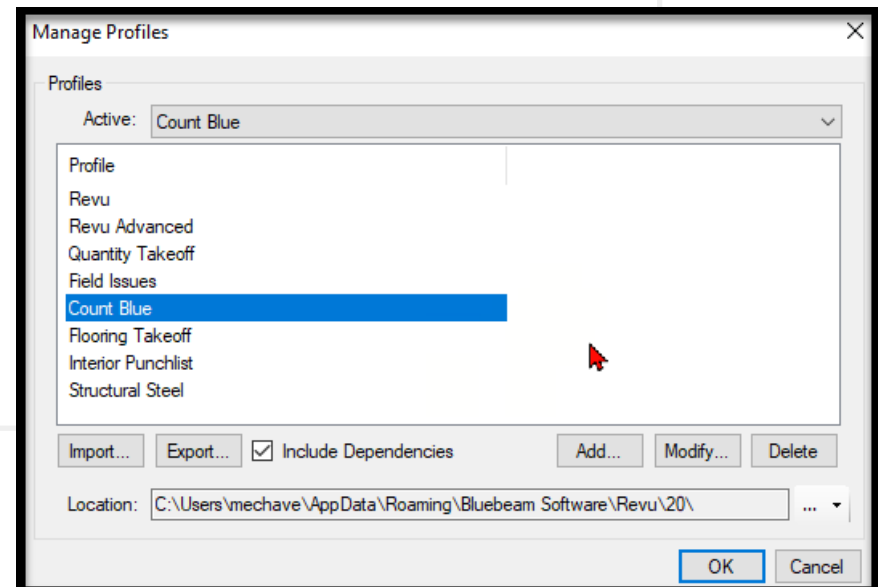 Manage Profiles
Profiles
Active: Count Blue
Profile
Revu
Revu Advanced
Quantity Takeoff
Field Issues
Count Blue
Flooring Takeoff
Interior Punchlist
Structural Steel
Import... Export... Include Dependencies Add... Modify... Delete
Location: C:\Users\mechave\AppData\Roaming\Bluebeam Software\Revu\20\ ...
OK Cancel